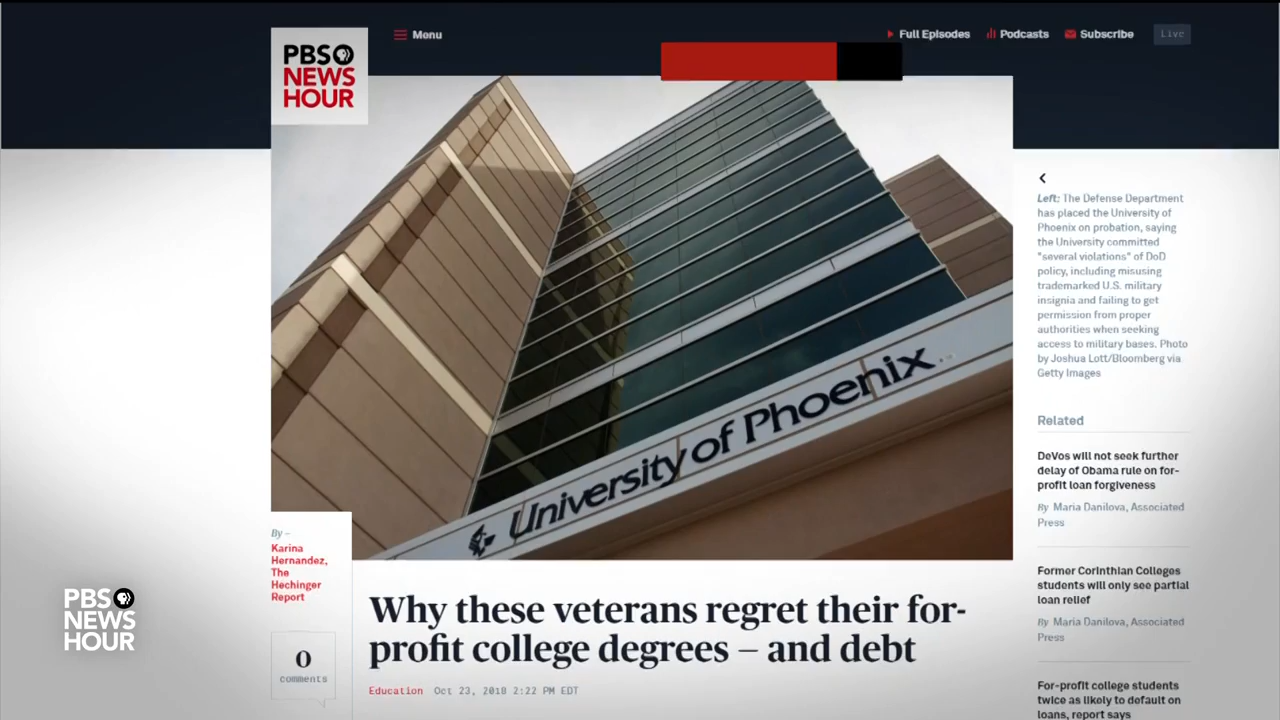 PBS
NEWS
HOUR
Menu
Full Episodes
Podcasts
Subscribe
Live
University of Phoenix
Left: The Defense Department
has placed the University of
Phoenix on probation, saying
the University committed
"several violations" of DoD
policy, including misusing
trademarked U.S. military
insignia and failing to get
permission from proper
authorities when seeking
access to military bases. Photo
by Joshua Lott/Bloomberg via
Getty Images
Related
DeVos will not seek further
delay of Obama rule on for-
profit loan forgiveness
By Maria Danilova, Associated
Press
Former Corinthian Colleges
students will only see partial
loan relief
By Maria Danilova, Associated
Press
For-profit college students
twice as likely to default on
loans, report says
By –
Karina
Hernandez,
The
Hechinger
Report
0
comments
Why these veterans regret their for-
profit college degrees – and debt
Education Oct 23, 2018 2:22 PM EDT
PBS
NEWS
HOUR